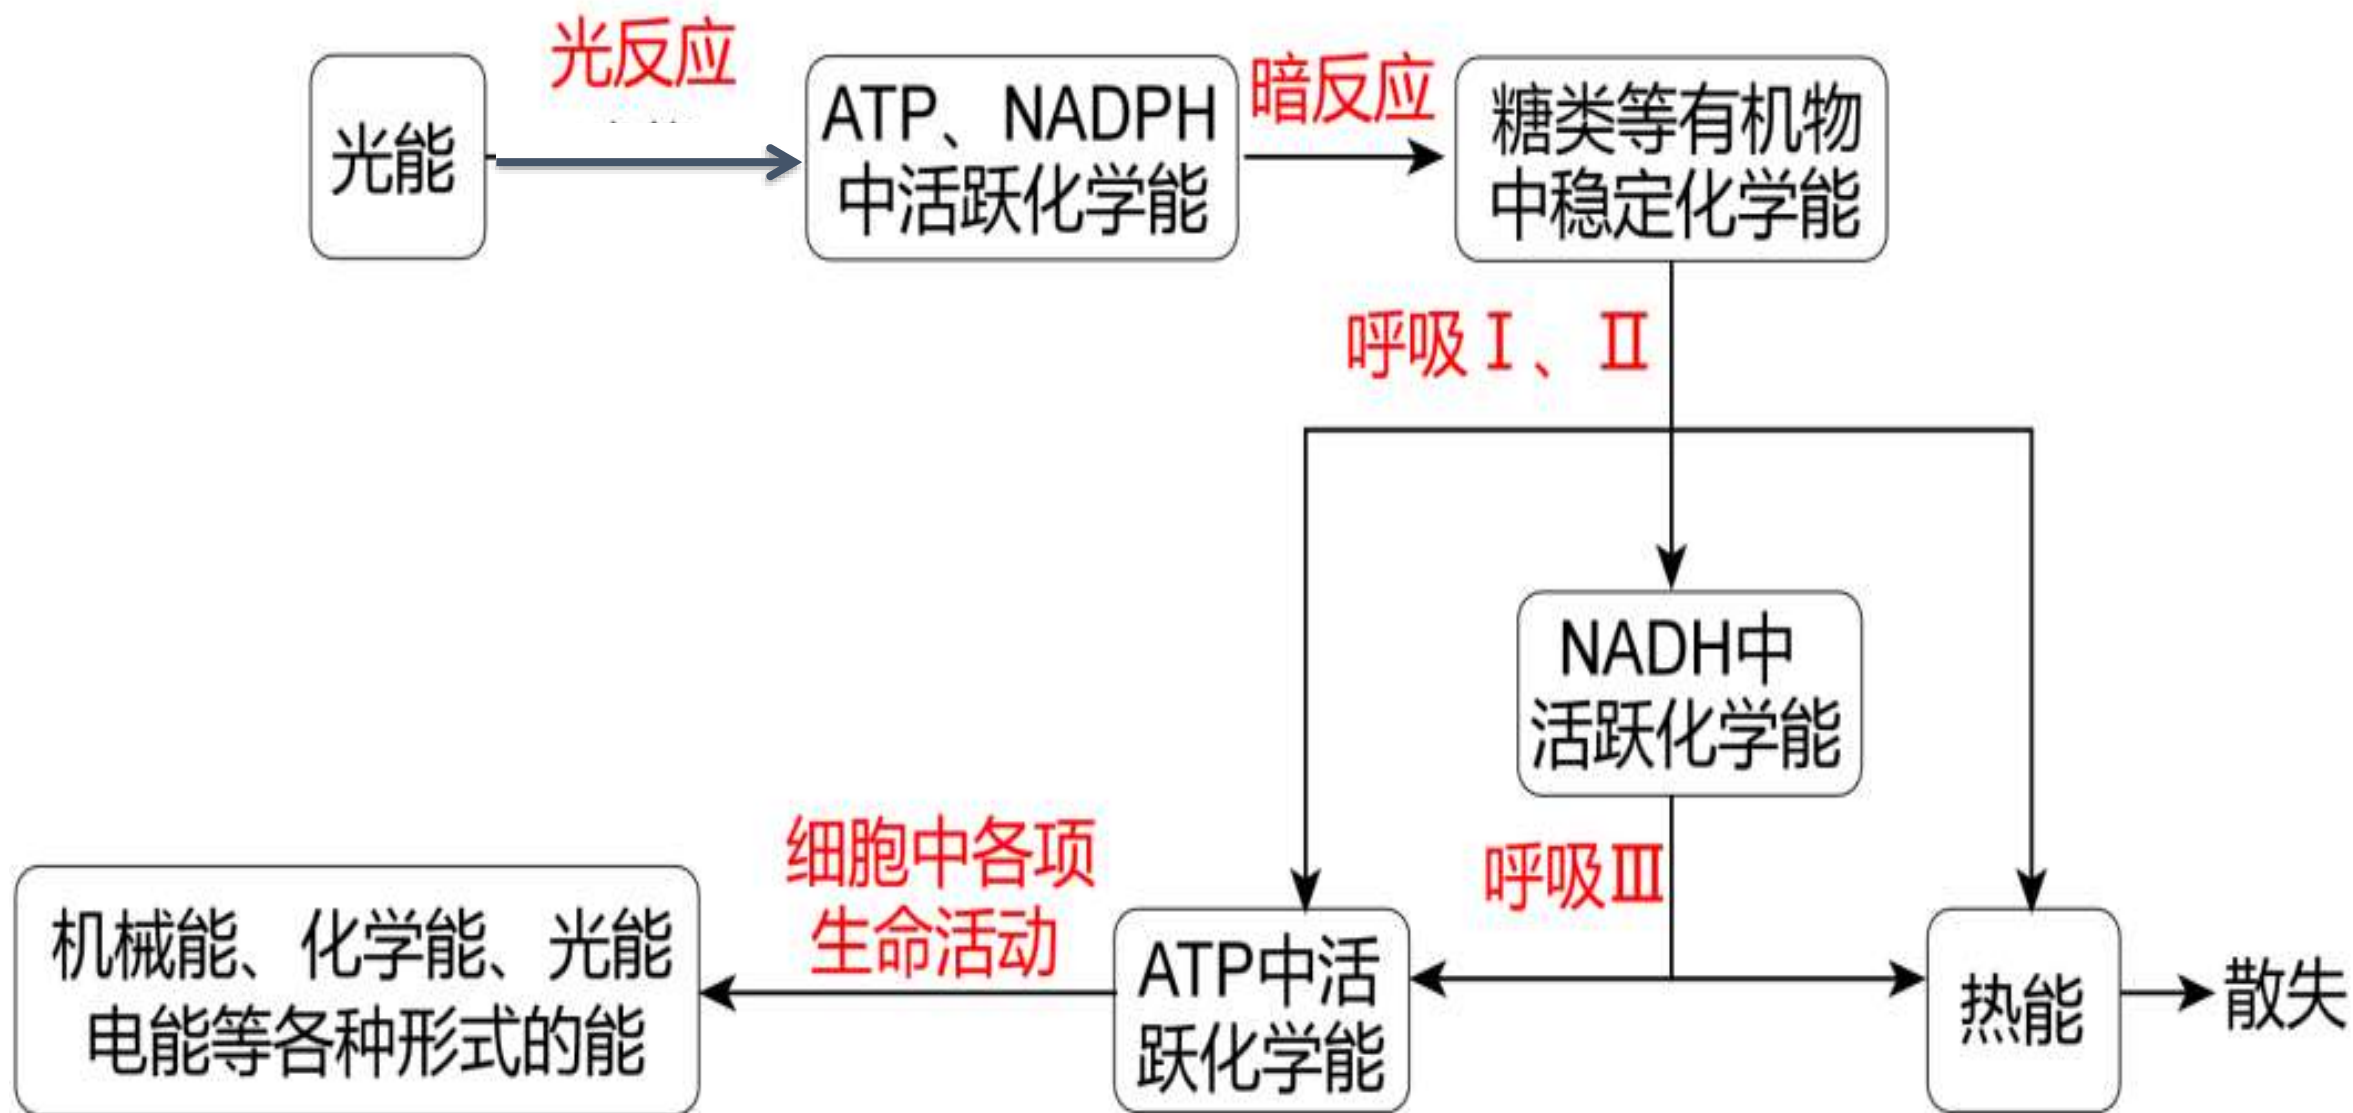 光反应
光能
ATP、NADPH
中活跃化学能
暗反应
糖类等有机物
中稳定化学能
呼吸Ⅰ、Ⅱ
NADH中
活跃化学能
呼吸Ⅲ
细胞中各项
生命活动
机械能、化学能、光能
电能等各种形式的能
ATP中活
跃化学能
热能
散失